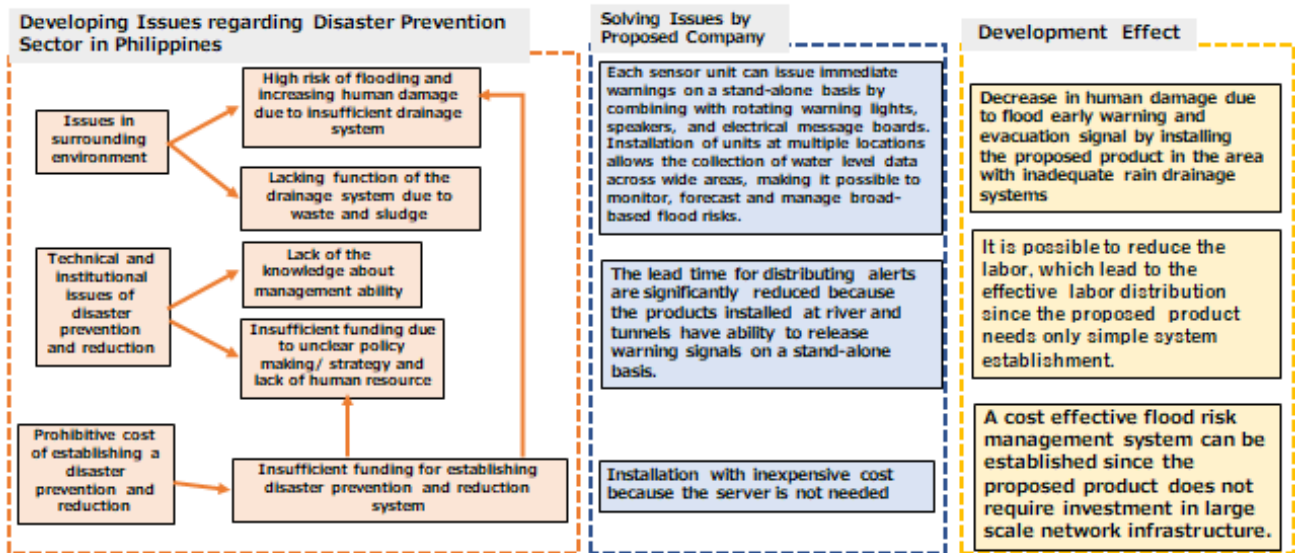 Developing Issues regarding Disaster Prevention
Sector in Philippines
Issues in
surrounding
environment
High risk of flooding and
increasing human damage
due to insufficient drainage
system
Lacking function of the
drainage system due to
waste and sludge
Technical and
institutional
issues of
disaster
prevention
and reduction
Lack of the
knowledge about
management ability
Insufficient funding due
to unclear policy
making/ strategy and
lack of human resource
Prohibitive cost
of establishing a
disaster
prevention and
reduction
Insufficient funding for establishing
disaster prevention and reduction
system
Solving Issues by
Proposed Company
Each sensor unit can issue immediate
warnings on a stand-alone basis by
combining with rotating warning lights,
speakers, and electrical message boards.
Installation of units at multiple locations
allows the collection of water level data
across wide areas, making it possible to
monitor, forecast and manage broad-
based flood risks.
The lead time for distributing alerts
are significantly reduced because
the products installed at river and
tunnels have ability to release
warning signals on a stand-alone
basis.
Installation with inexpensive cost
because the server is not needed
Development Effect
Decrease in human damage due
to flood early warning and
evacuation signal by installing
the proposed product in the area
with inadequate rain drainage
systems
It is possible to reduce the
labor, which lead to the
effective labor distribution
since the proposed product
needs only simple system
establishment.
A cost effective flood risk
management system can be
established since the
proposed product does not
require investment in large
scale network infrastructure.